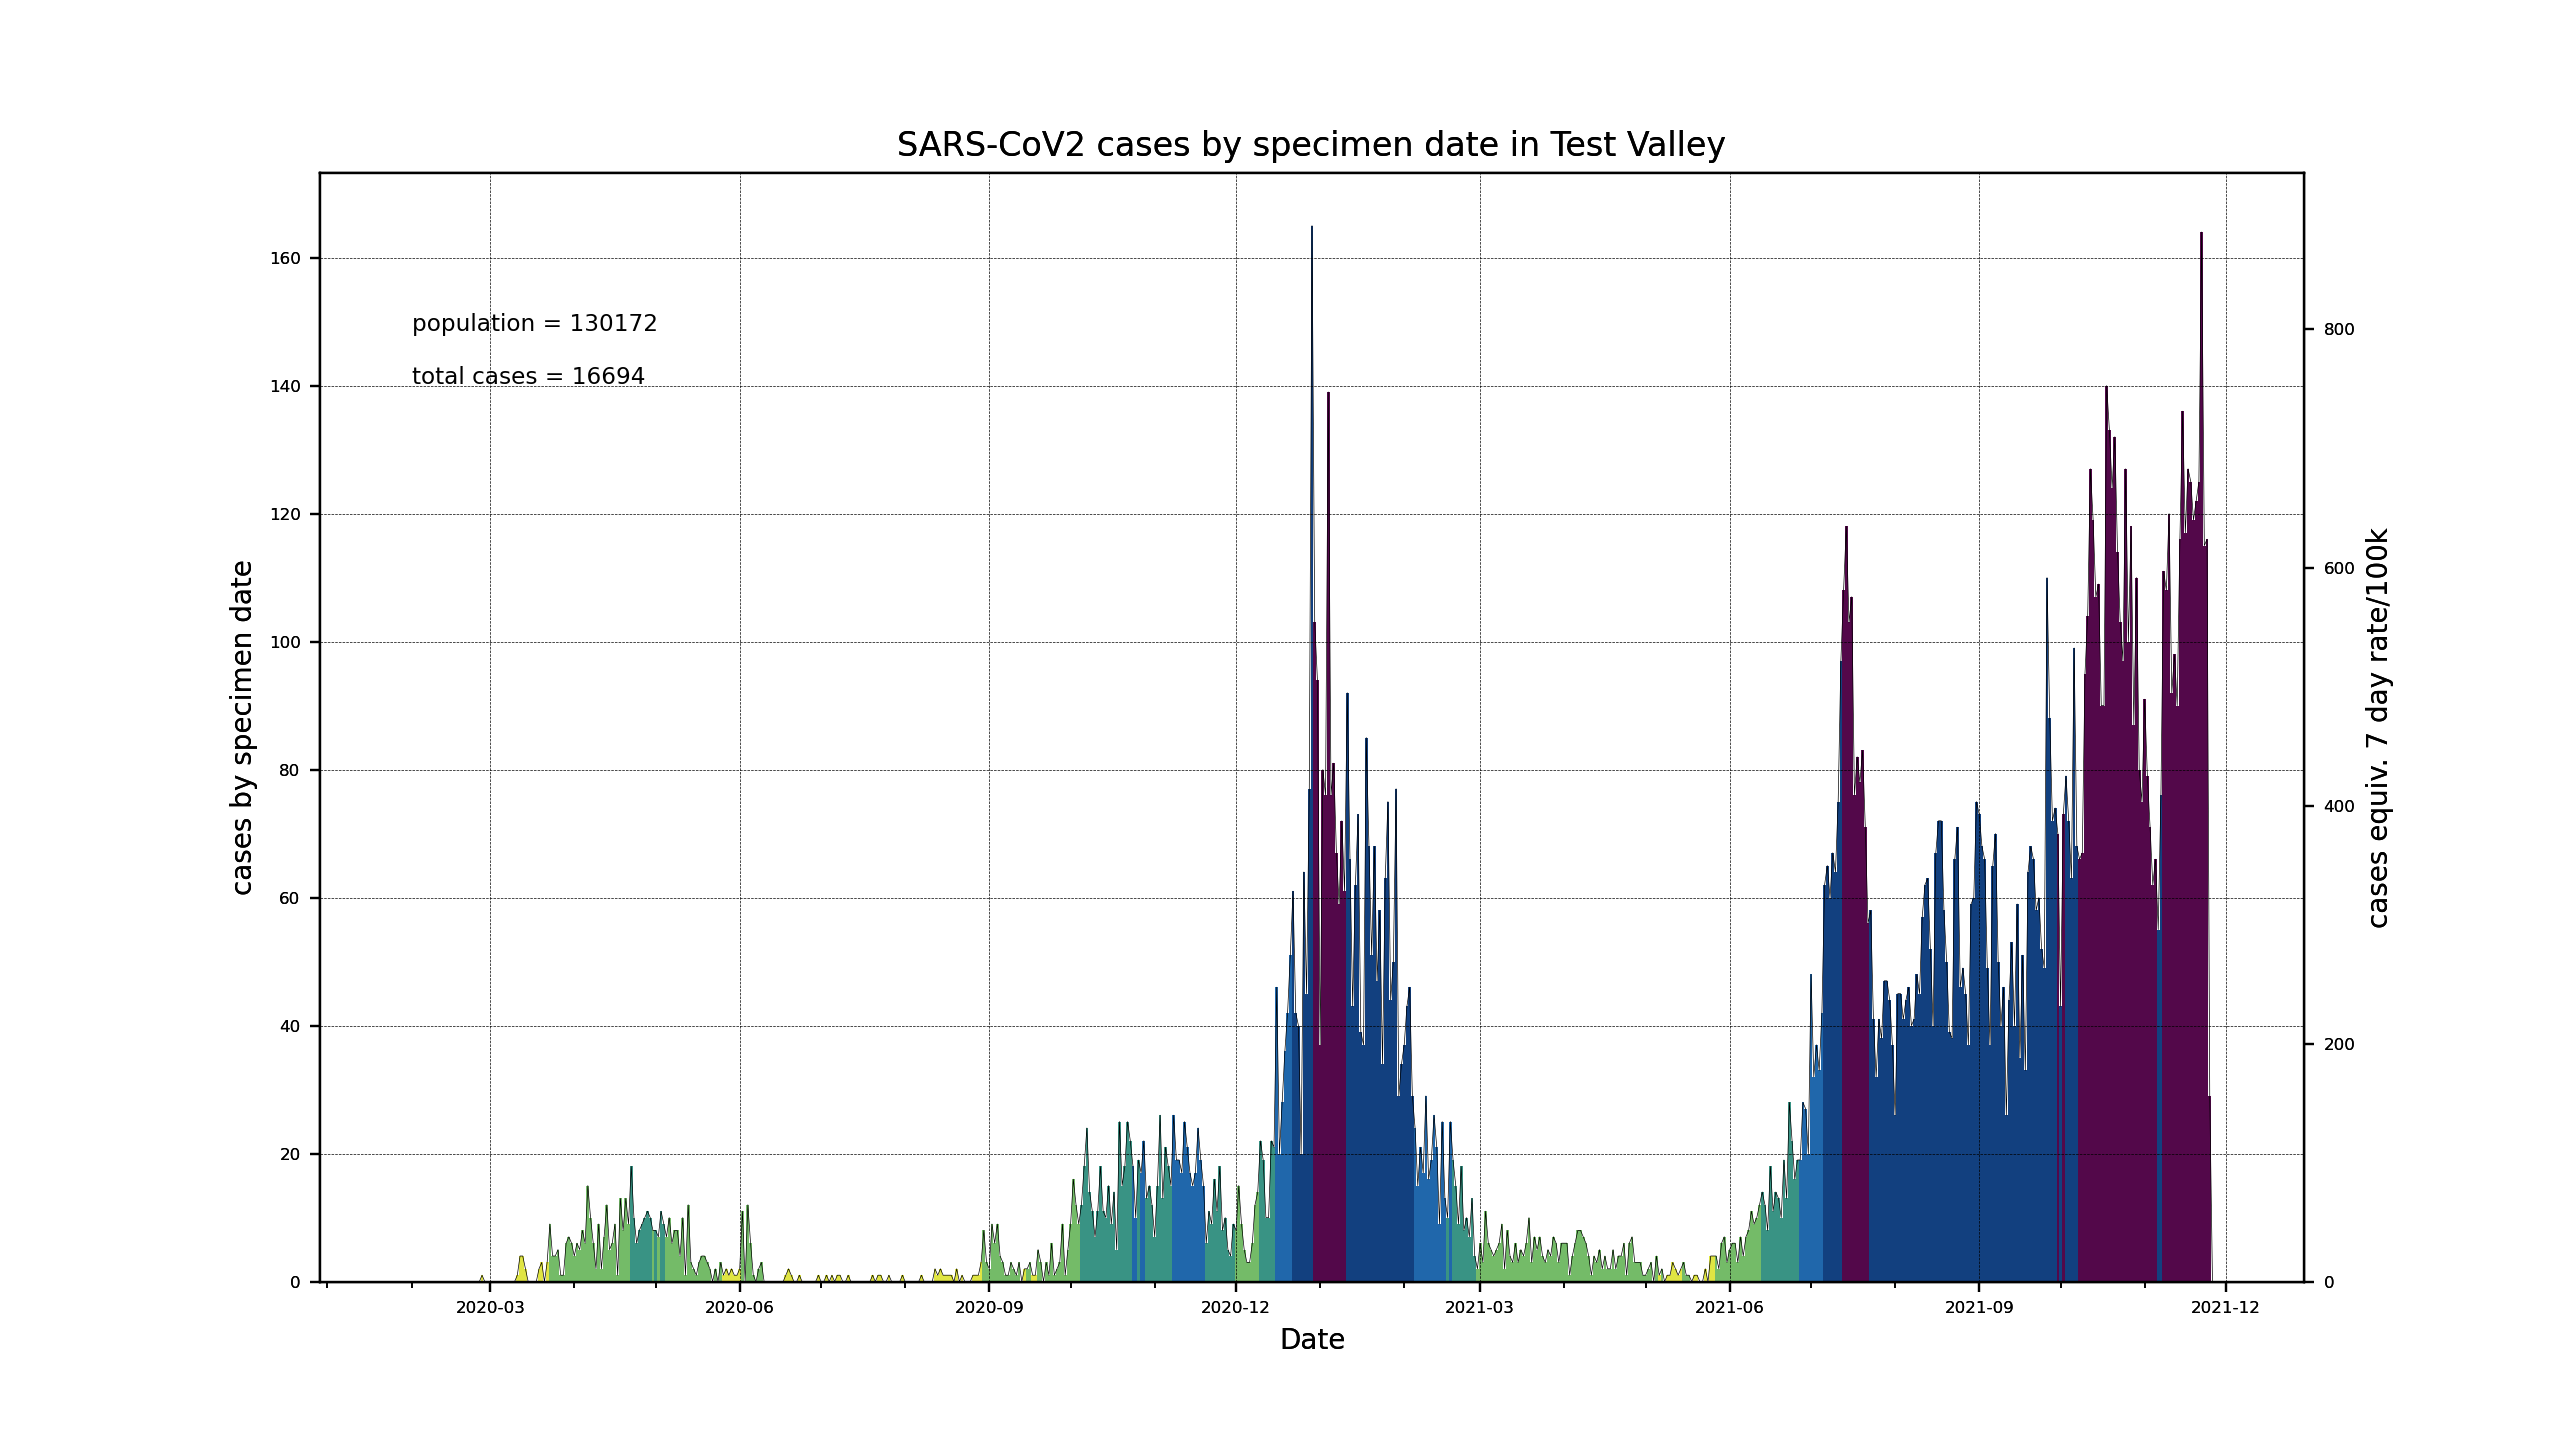 SARS-CoV2 cases by specimen date in Test Valley
population = 130172
total cases = 16694
cases by specimen date
160
140
120
100
80
60
40
20
0
800
600
400
200
0
cases equiv. 7 day rate/100k
2020-03 2020-06 2020-09 2020-12 2021-03 2021-06 2021-09 2021-12
Date